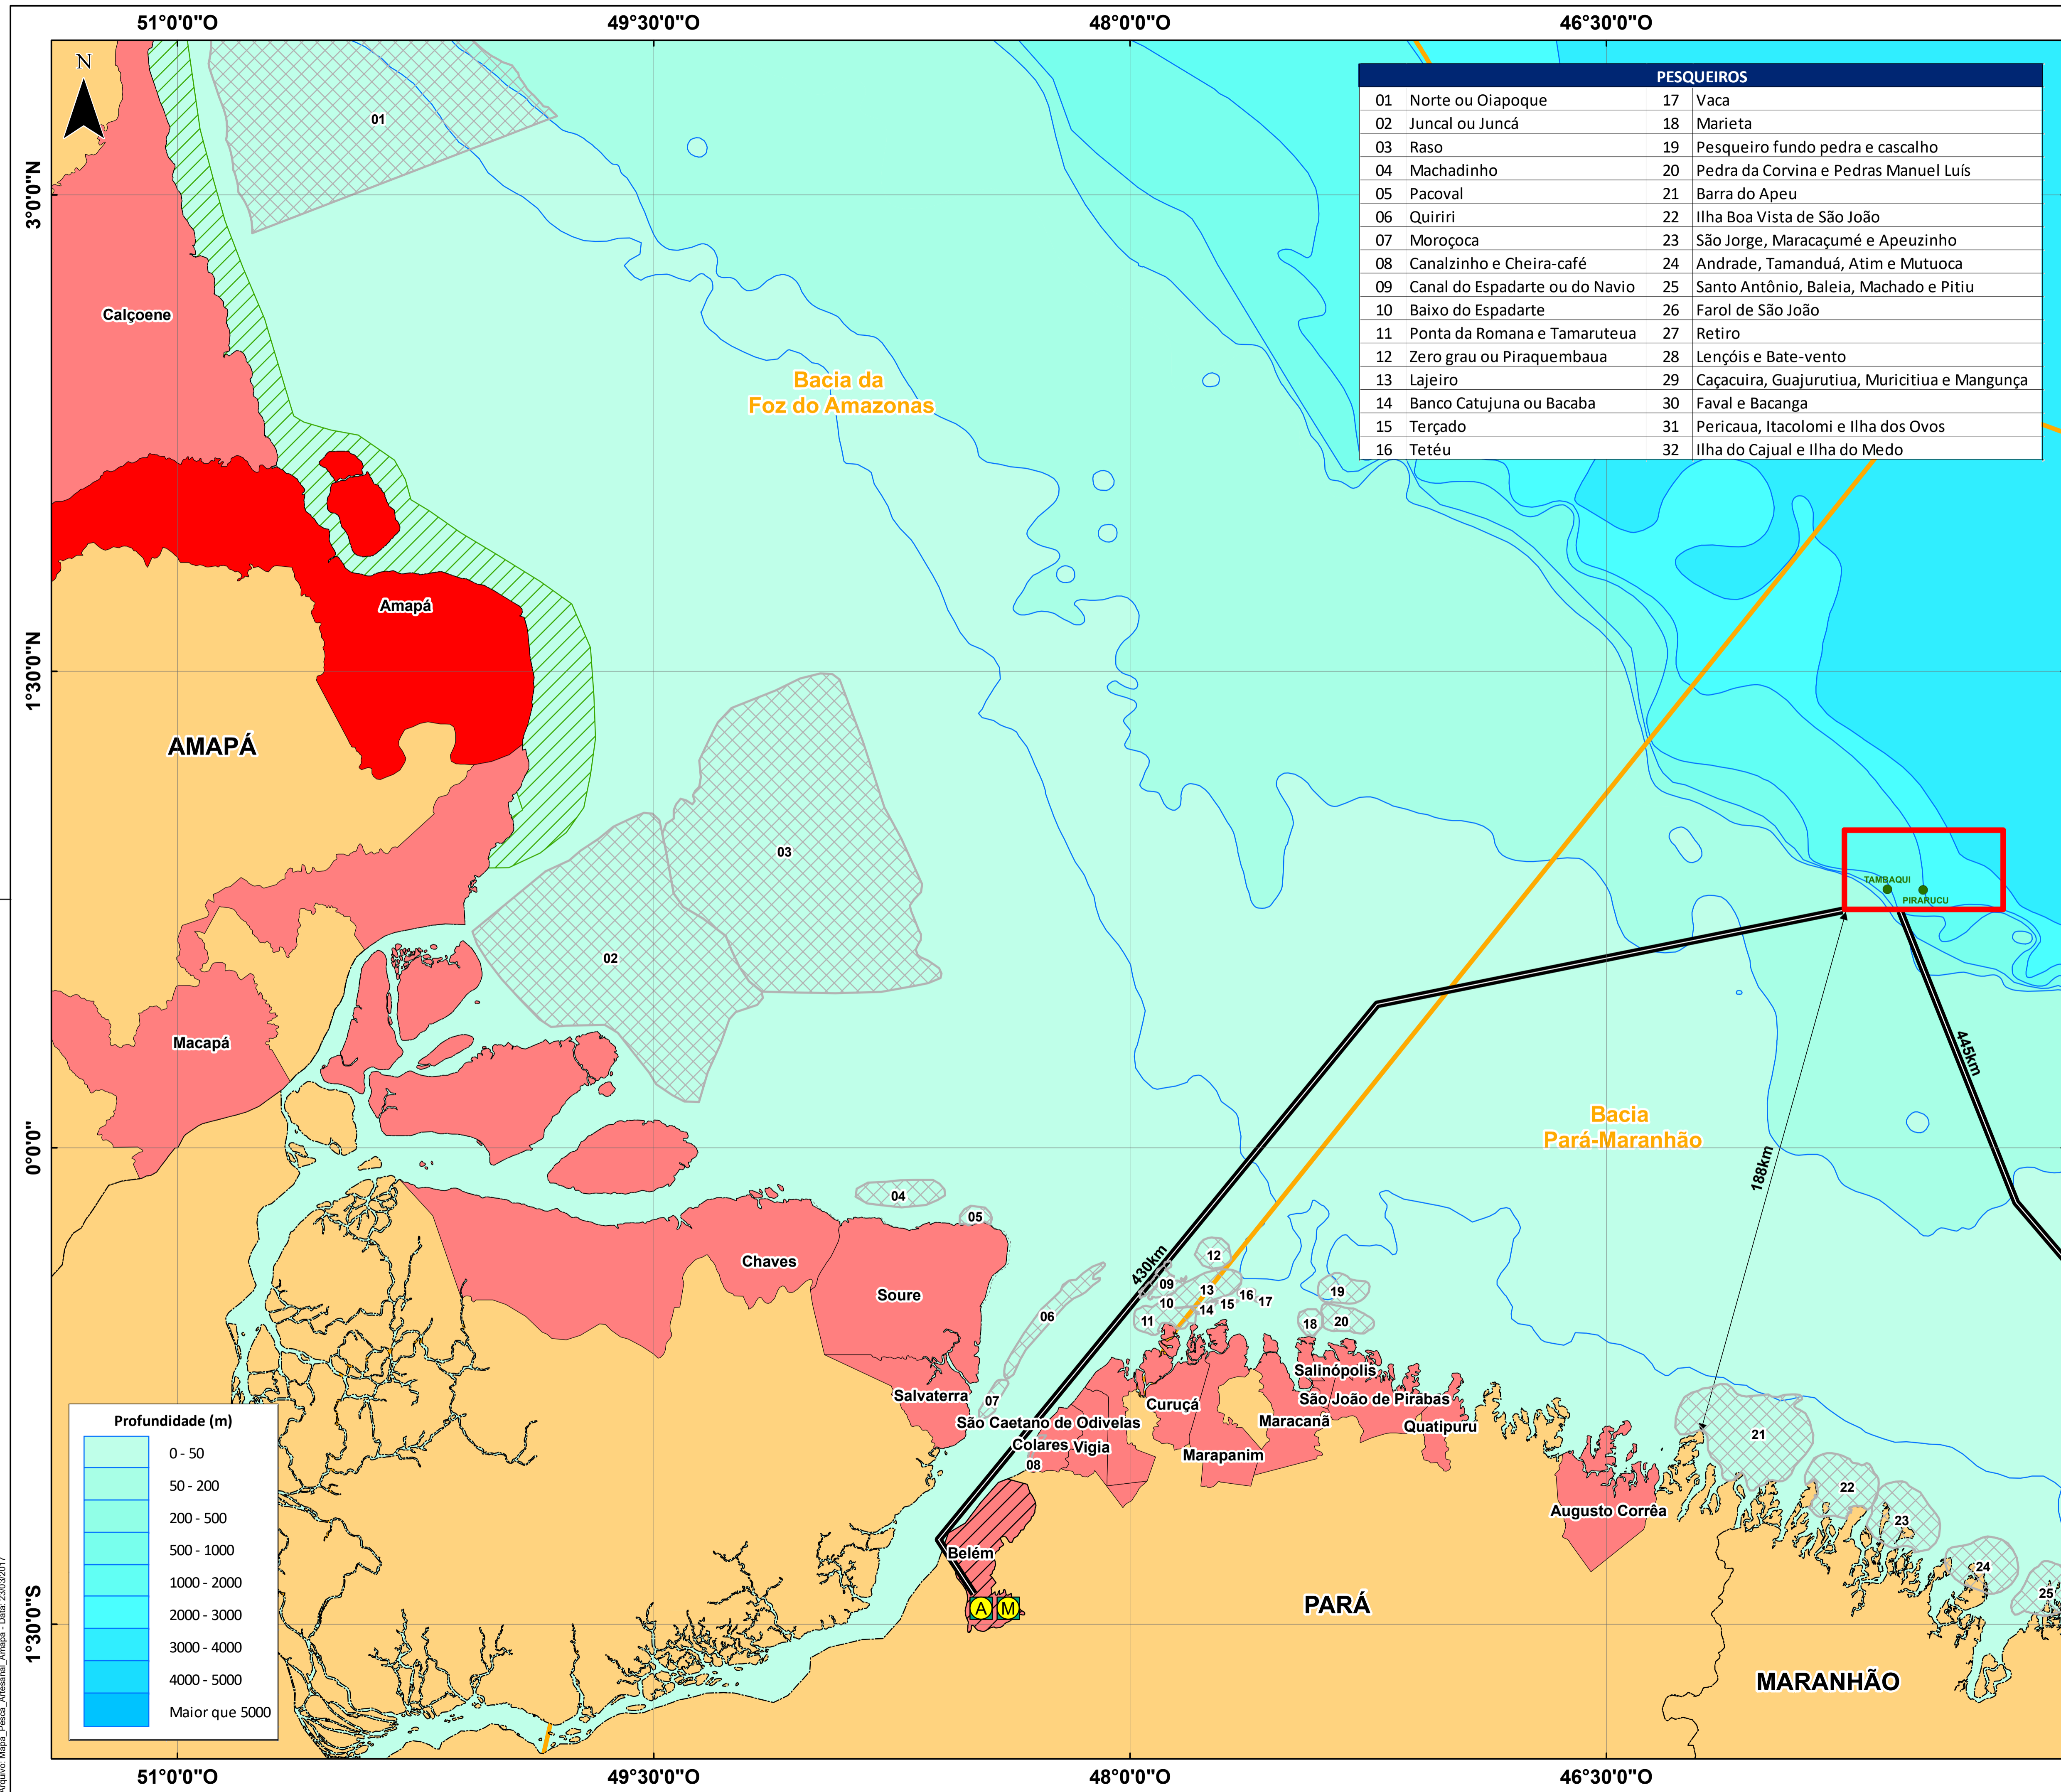 51°0'0"O 49°30'0"O 48°0'0"O 46°30'0"O
N
PESQUEIROS
01 Norte ou Oiapoque 17 Vaca
02 Juncal ou Juncá 18 Marieta
03 Raso 19 Pesqueiro fundo pedra e cascalho
04 Machadinho 20 Pedra da Corvina e Pedras Manuel Luís
05 Pacoval 21 Barra do Apeu
06 Quiriri 22 Ilha Boa Vista de São João
07 Moroçoca 23 São Jorge, Maracaçumé e Apeuzinho
08 Canalzinho e Cheira-café 24 Andrade, Tamanduá, Atim e Mutuoca
09 Canal do Espadarte ou do Navio 25 Santo Antônio, Baleia, Machado e Pitiu
10 Baixo do Espadarte 26 Farol de São João
11 Ponta da Romana e Tamaruteua 27 Retiro
12 Zero grau ou Piraquembaua 28 Lençóis e Bate-vento
13 Lajeiro 29 Caçacuira, Guajurutiua, Muricitiua e Mangunça
14 Banco Catujuna ou Bacaba 30 Faval e Bacanga
15 Terçado 31 Pericaua, Itacolomi e Ilha dos Ovos
16 Tetéu 32 Ilha do Cajual e Ilha do Medo
01
3°0'0"N
Calçoene
Bacia da
Foz do Amazonas
Amapá
1°30'0"N
AMAPÁ
03
TAMBAQUI
PIRARUCU
02
Macapá
445km
Bacia
Pará-Maranhão
0°0'0"
188km
04
05
Chaves
12
430km
09
13
Soure
19
16
10
15
17
14
06
11
18
20
Salinópolis
Salvaterra
São João de Pirabas
07
Curuçá
Maracanã
São Caetano de Odivelas
Quatipuru
21
Colares Vigia
Marapanim
08
22
Augusto Corrêa
23
Belém
24
25
A M
PARÁ
1°30'0"S
MARANHÃO
Profundidade (m)
0 - 50
50 - 200
200 - 500
500 - 1000
1000 - 2000
2000 - 3000
3000 - 4000
4000 - 5000
Maior que 5000
Arquivo: Mapa_Pesca_Artesanal_Amapa - Data: 23/03/2017
51°0'0"O 49°30'0"O 48°0'0"O 46°30'0"O